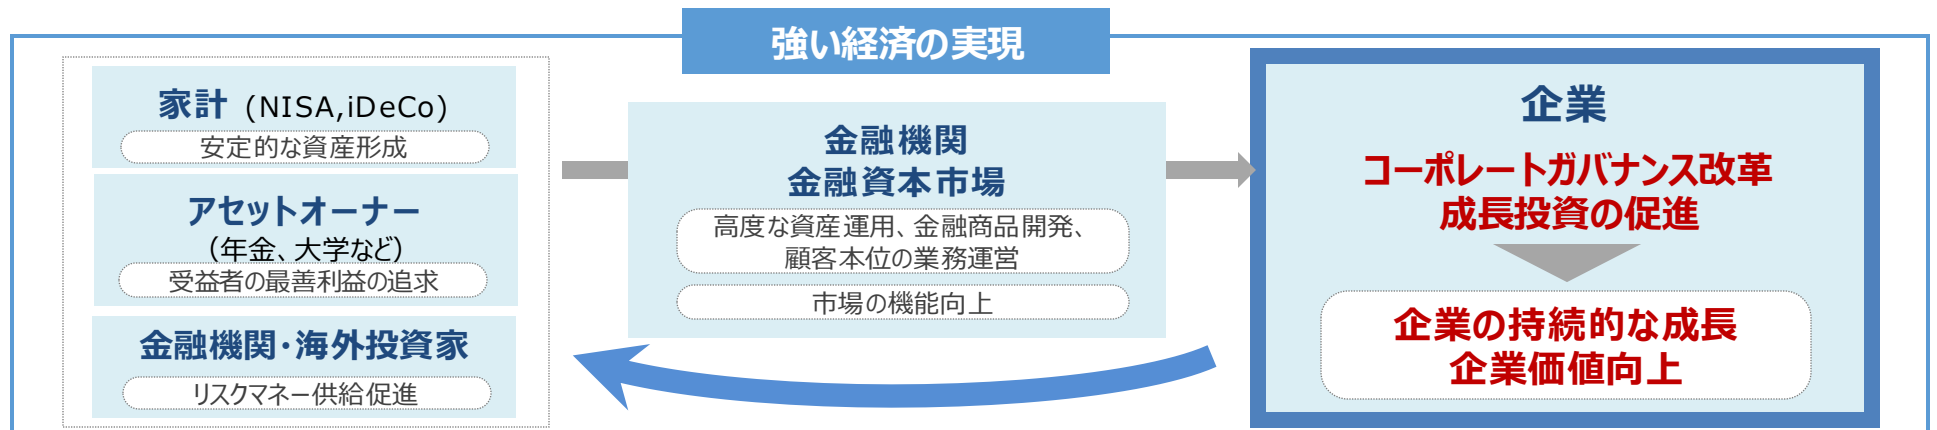 強い経済の実現
家計 (NISA,iDeCo)
安定的な資産形成
アセットオーナー
(年金、大学など)
受益者の最善利益の追求
金融機関・海外投資家
リスクマネー供給促進
金融機関
金融資本市場
高度な資産運用、金融商品開発、
顧客本位の業務運営
市場の機能向上
企業
コーポレートガバナンス改革
成長投資の促進
企業の持続的な成長
企業価値向上